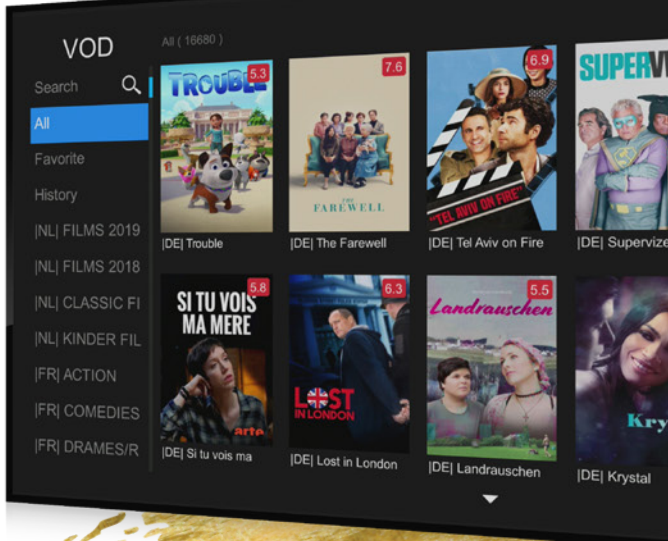 VOD
All ( 16680 )
Search
All
Favorite
History
|NL| FILMS 2019
|NL| FILMS 2018
|NL| CLASSIC FI
|NL| KINDER FIL
|FR| ACTION
|FR| COMEDIES
|FR| DRAMES/R
TROUBLE
5.3
7.6
THE
FAREWELL
6.9
"TEL AVIV ON FIRE"
|DE| Trouble
|DE| The Farewell
|DE| Tel Aviv on Fire
|DE| Supervize
5.8
SI TU VOIS
MA MERE
arte
6.3
LOST
IN LONDON
5.5
Landrauschen
|DE| Si tu vois ma
|DE| Lost in London
|DE| Landrauschen
|DE| Krystal